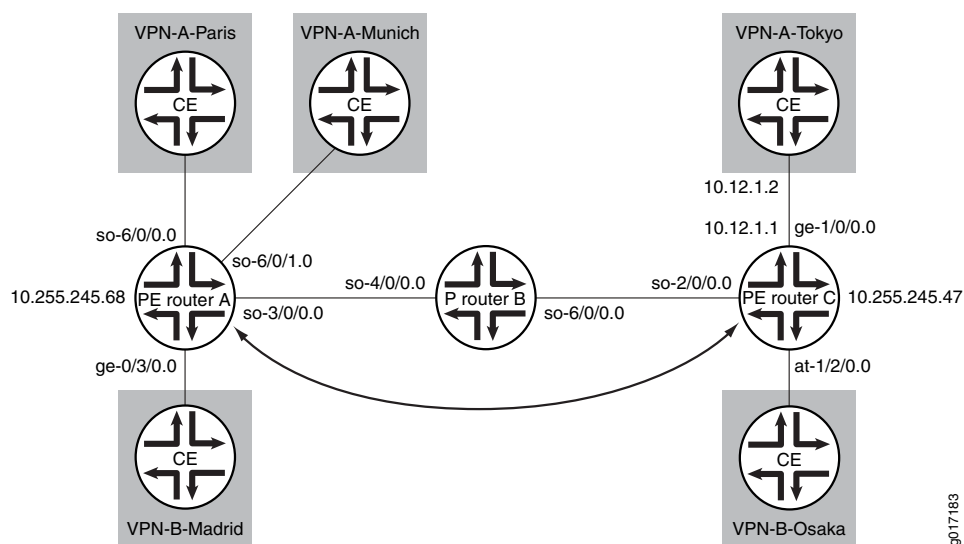 VPN-A-Paris
VPN-A-Munich
VPN-A-Tokyo
CE
CE
CE
10.12.1.2
so-6/0/0.0
10.12.1.1
ge-1/0/0.0
so-6/0/1.0
so-4/0/0.0
so-2/0/0.0
10.255.245.68
PE router A
P router B
PE router C
10.255.245.47
so-3/0/0.0
so-6/0/0.0
ge-0/3/0.0
at-1/2/0.0
CE
CE
VPN-B-Madrid
VPN-B-Osaka
g017183